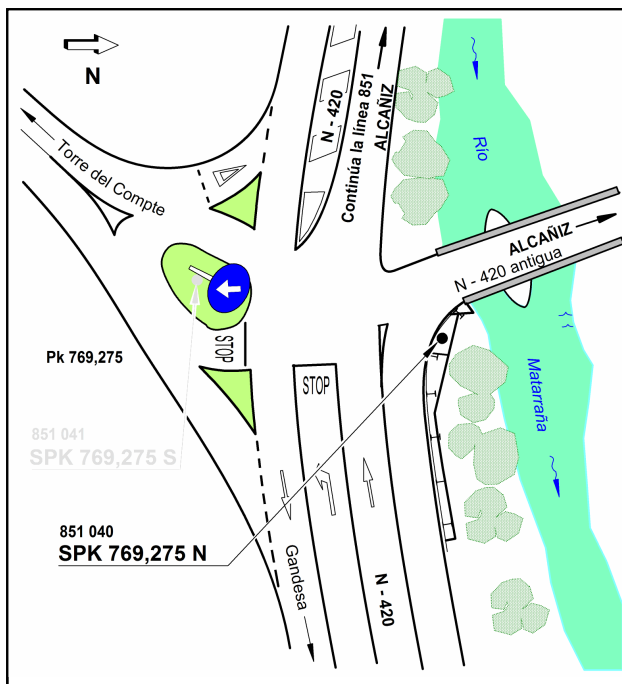 N
N - 420
Continúa la línea 851
ALCAÑIZ
Río
Torre del Compte
ALCAÑIZ
N - 420 antigua
STOP
Pk 769,275
STOP
Matarraña
851 041
SPK 769,275 S
851 040
SPK 769,275 N
Gandesa
N - 420